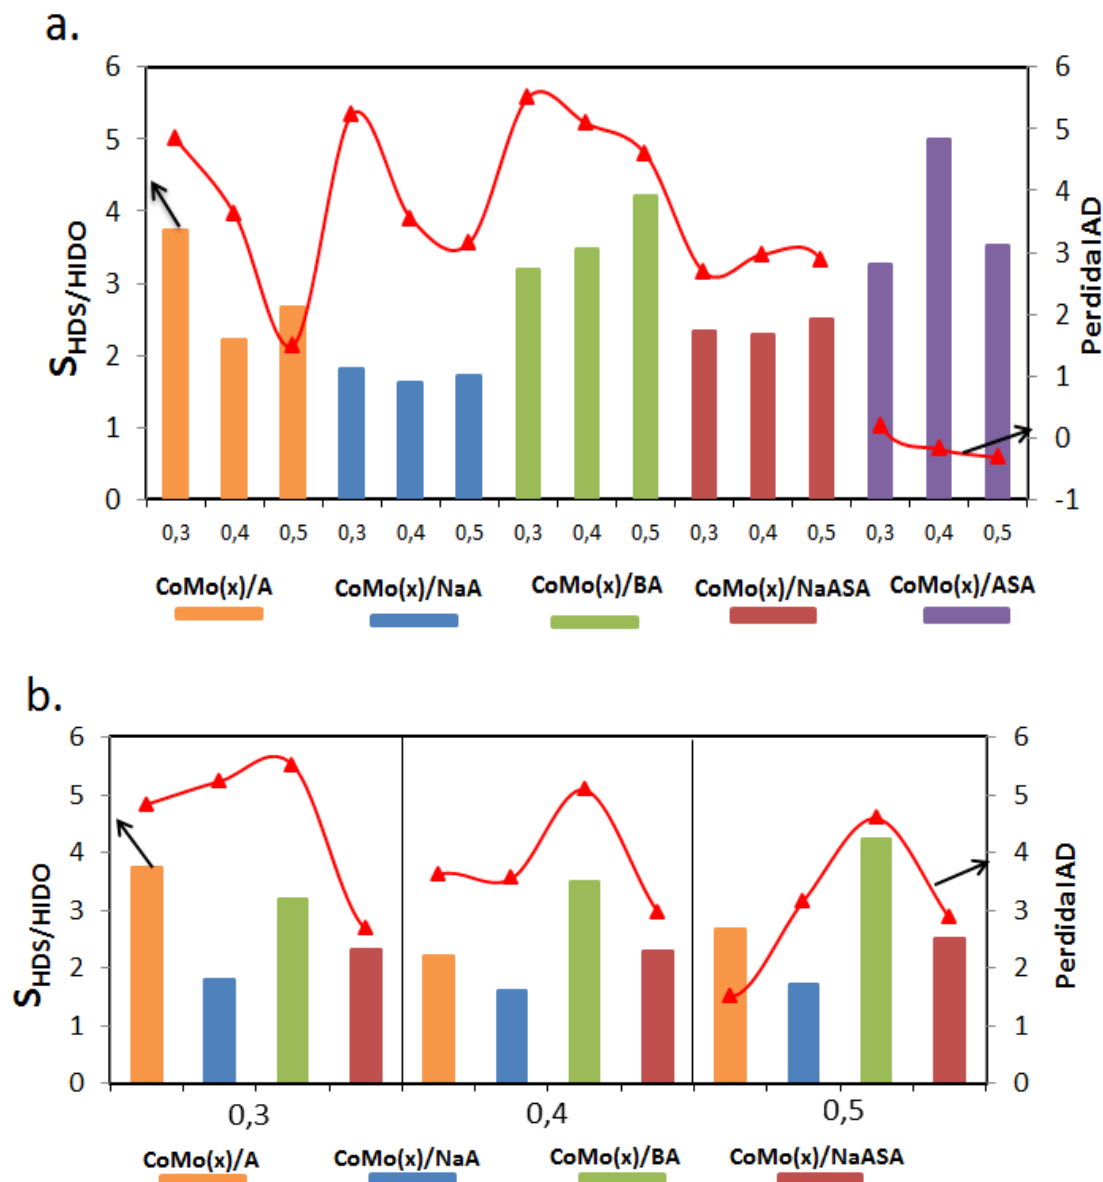 a.
6 6
5 5
4 4
3 3
2 2
1 1
0 0
-1
SHDS/HIDO
PerdidaIAD
0,3 0,4 0,5 0,3 0,4 0,5 0,3 0,4 0,5 0,3 0,4 0,5 0,3 0,4 0,5
CoMo(x)/A CoMo(x)/NaA CoMo(x)/BA CoMo(x)/NaASA CoMo(x)/ASA
b.
6 6
5 5
4 4
3 3
2 2
1 1
0 0
SHDS/HIDO
PerdidaIAD
0,3 0,4 0,5
CoMo(x)/A CoMo(x)/NaA CoMo(x)/BA CoMo(x)/NaASA